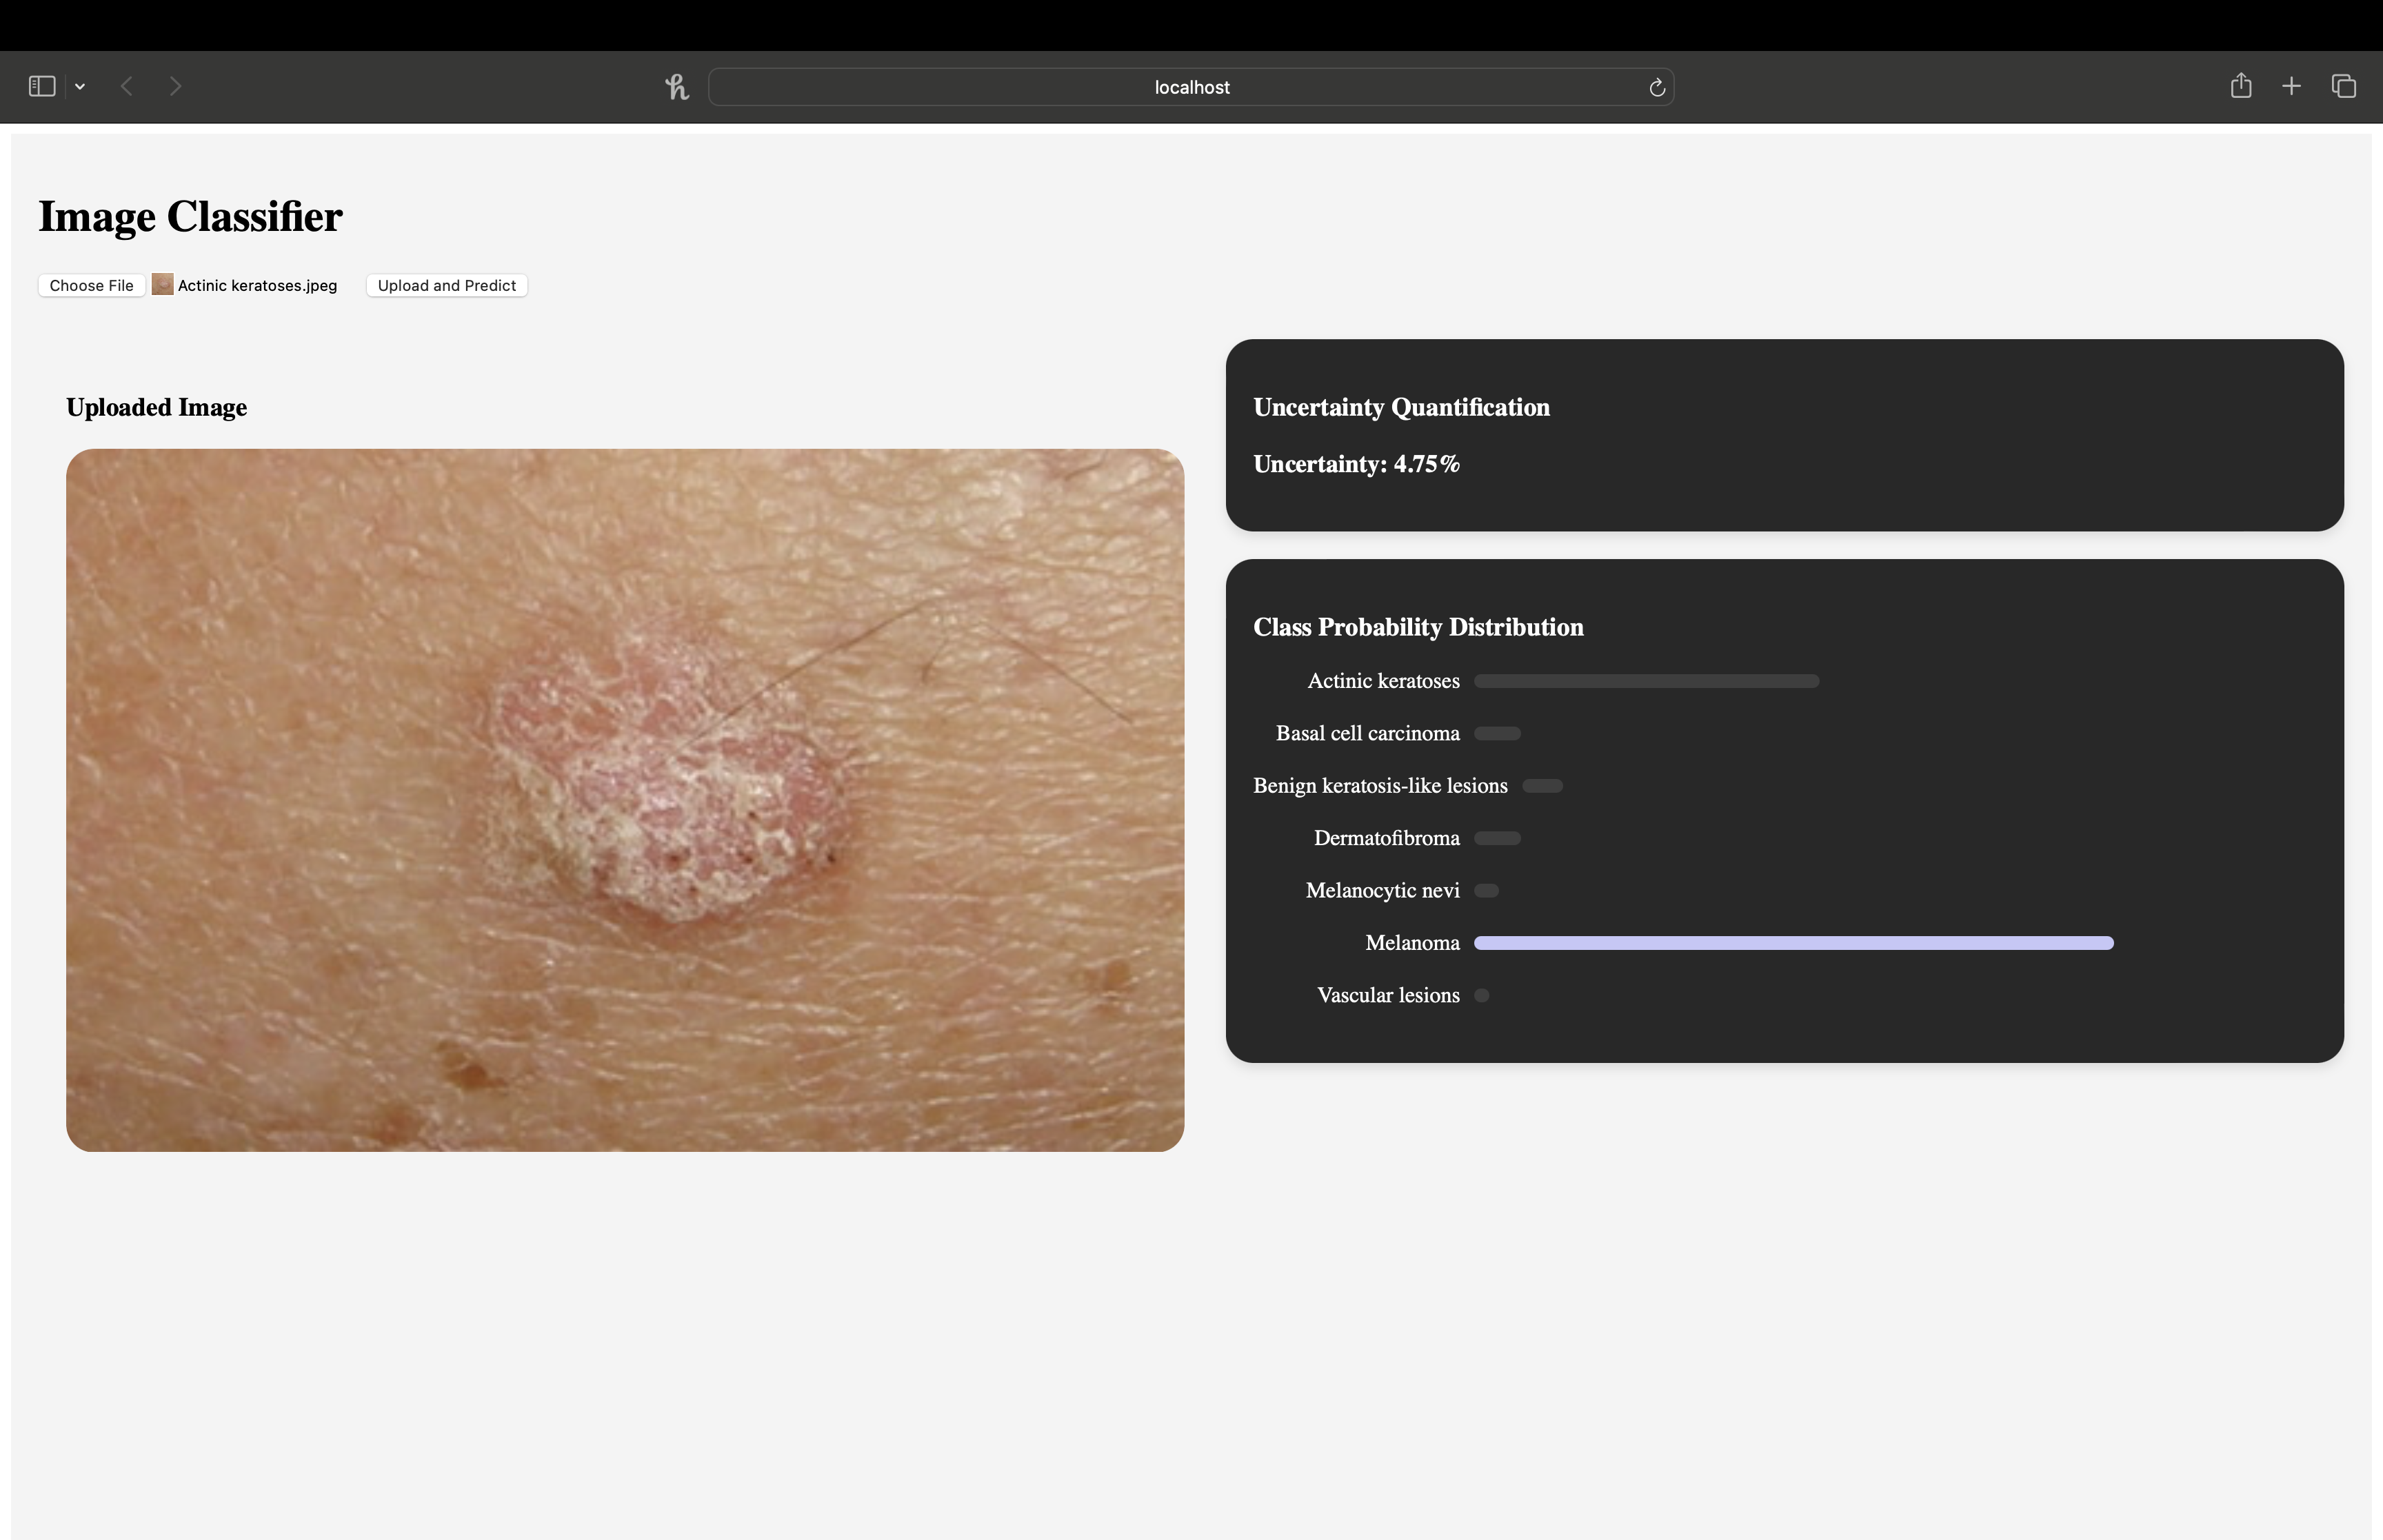 localhost
Image Classifier
Choose File Actinic keratoses.jpeg Upload and Predict
Uploaded Image
Uncertainty Quantification
Uncertainty: 4.75%
Class Probability Distribution
Actinic keratoses
Basal cell carcinoma
Benign keratosis-like lesions
Dermatofibroma
Melanocytic nevi
Melanoma
Vascular lesions